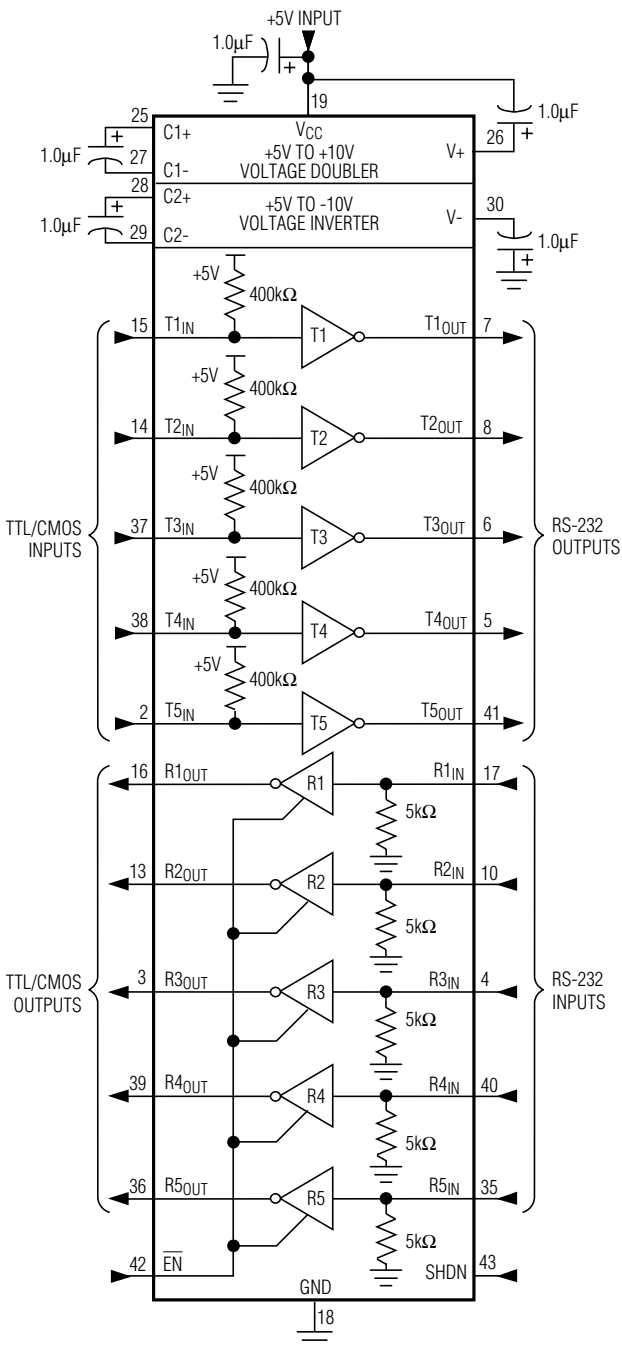 +5V INPUT
1.0μF
+
19
1.0μF
+
25
C1+
VCC
+5V TO +10V
VOLTAGE DOUBLER
V+
26
1.0μF
+
27
C1-
28
C2+
+5V TO -10V
VOLTAGE INVERTER
V-
30
1.0μF
+
1.0μF
+
29
C2-
+5V
400kΩ
15
T1IN
T1
T1OUT
7
+5V
400kΩ
14
T2IN
T2
T2OUT
8
+5V
400kΩ
TTL/CMOS
INPUTS
37
T3IN
T3
T3OUT
6
RS-232
OUTPUTS
+5V
400kΩ
38
T4IN
T4
T4OUT
5
+5V
400kΩ
2
T5IN
T5
T5OUT
41
16
R1OUT
R1
R1IN
17
5kΩ
13
R2OUT
R2
R2IN
10
5kΩ
TTL/CMOS
OUTPUTS
3
R3OUT
R3
R3IN
4
RS-232
INPUTS
5kΩ
39
R4OUT
R4
R4IN
40
5kΩ
36
R5OUT
R5
R5IN
35
5kΩ
42
EN
SHDN
43
GND
18